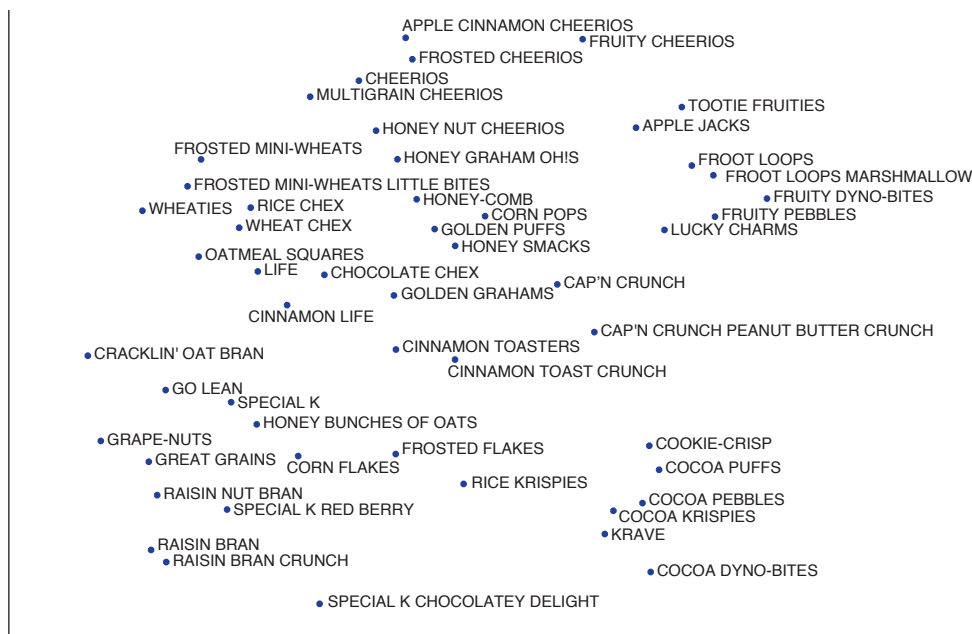 APPLE CINNAMON CHEERIOS
FRUITY CHEERIOS
FROSTED CHEERIOS
CHEERIOS
MULTIGRAIN CHEERIOS
TOOTIE FRUITIES
APPLE JACKS
HONEY NUT CHEERIOS
FROSTED MINI-WHEATS
HONEY GRAHAM OH!S
FROOT LOOPS
FROOT LOOPS MARSHMALLOW
FROSTED MINI-WHEATS LITTLE BITES
FRUITY DYNO-BITES
HONEY-COMB
RICE CHEX
WHEATIES
CORN POPS
FRUITY PEBBLES
WHEAT CHEX
GOLDEN PUFFS
LUCKY CHARMS
HONEY SMACKS
OATMEAL SQUARES
LIFE
CHOCOLATE CHEX
CAP'N CRUNCH
GOLDEN GRAHAMS
CINNAMON LIFE
CAP'N CRUNCH PEANUT BUTTER CRUNCH
CINNAMON TOASTERS
CRACKLIN' OAT BRAN
CINNAMON TOAST CRUNCH
GO LEAN
SPECIAL K
HONEY BUNCHES OF OATS
GRAPE-NUTS
COOKIE-CRISP
FROSTED FLAKES
GREAT GRAINS
CORN FLAKES
COCOA PUFFS
RICE KRISPIES
RAISIN NUT BRAN
COCOA PEBBLES
SPECIAL K RED BERRY
COCOA KRISPIES
KRAVE
RAISIN BRAN
RAISIN BRAN CRUNCH
COCOA DYNO-BITES
SPECIAL K CHOCOLATEY DELIGHT